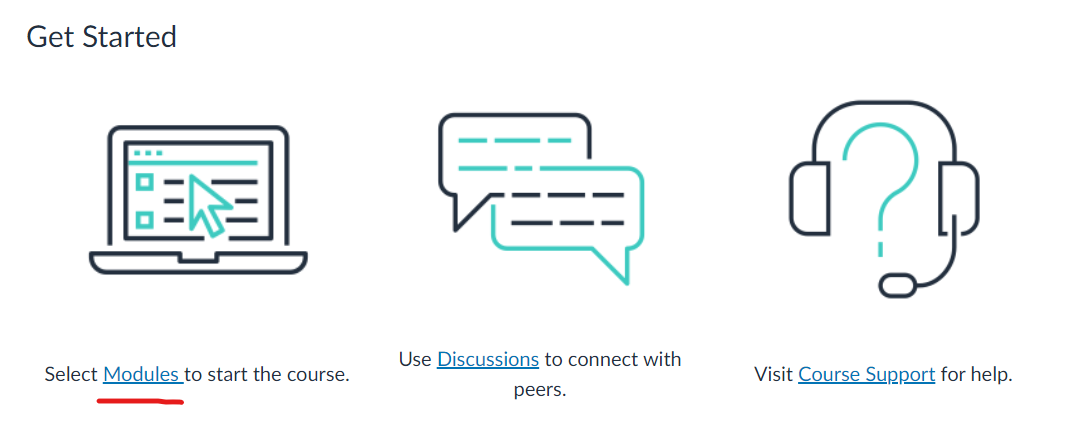 Get Started
Select Modules to start the course.
Use Discussions to connect with
peers.
Visit Course Support for help.